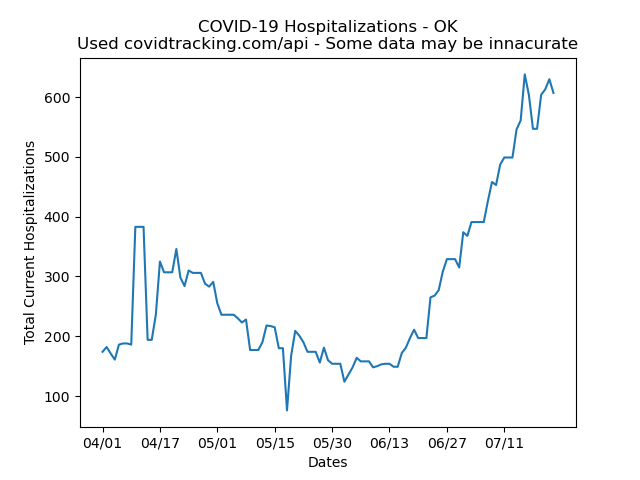 COVID-19 Hospitalizations - OK
Used covidtracking.com/api - Some data may be innacurate
Total Current Hospitalizations
600
500
400
300
200
100
04/01 04/17 05/01 05/15 05/30 06/13 06/27 07/11
Dates